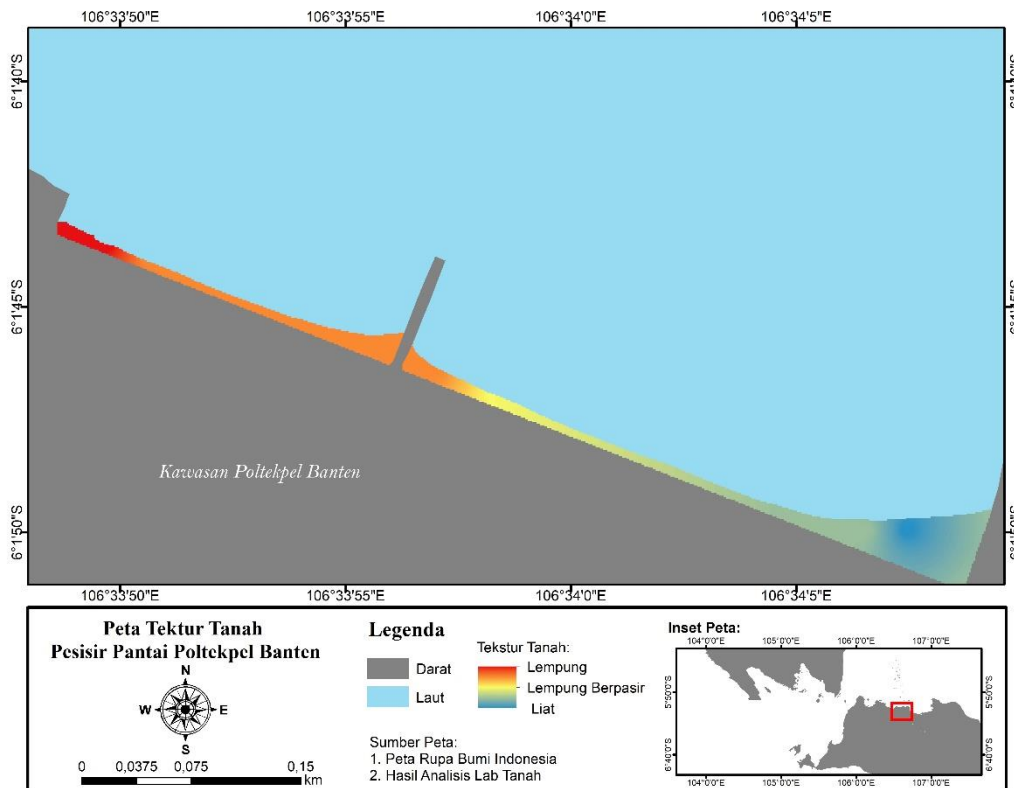 106°33'50"E 106°33'55"E 106°34'0"E 106°34'5"E
6°1'40"S
6°1'45"S
6°1'50"S
Kawasan Poltekpel Banten
106°33'50"E 106°33'55"E 106°34'0"E 106°34'5"E
Peta Tektur Tanah
Pesisir Pantai Poltekpel Banten
N
W E
S
0 0,0375 0,075 0,15
km
Legenda
Darat
Laut
Tekstur Tanah:
Lempung
Lempung Berpasir
Liat
Sumber Peta:
1. Peta Rupa Bumi Indonesia
2. Hasil Analisis Lab Tanah
Inset Peta:
104°0'0"E 105°0'0"E 106°0'0"E 107°0'0"E
5°50'0"S 5°50'0"S
6°40'0"S 6°40'0"S
104°0'0"E 105°0'0"E 106°0'0"E 107°0'0"E